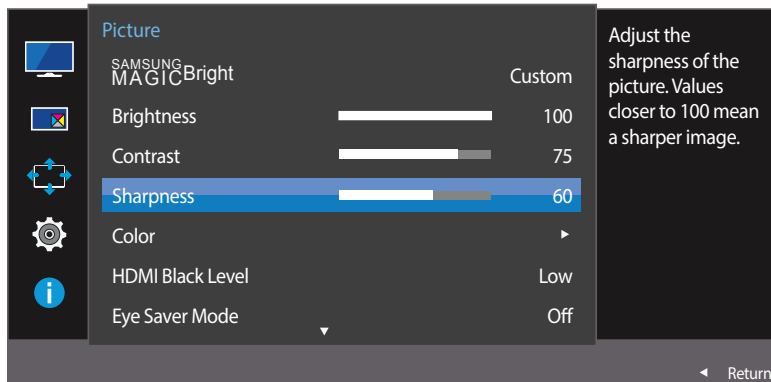 Picture
SAMSUNG
MAGICBright Custom
Brightness 100
Contrast 75
Sharpness 60
Color
HDMI Black Level Low
Eye Saver Mode Off
Adjust the
sharpness of the
picture. Values
closer to 100 mean
a sharper image.
Return